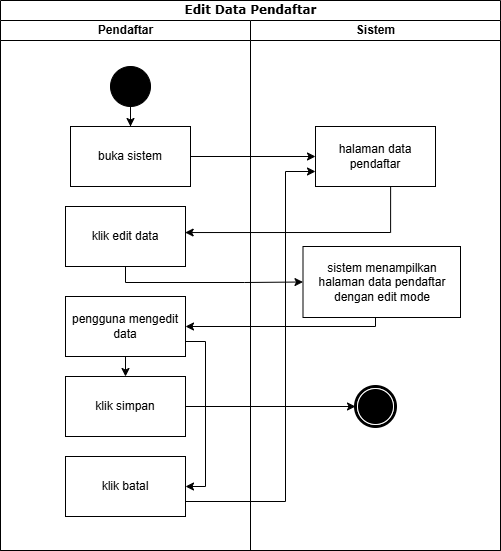 Edit Data Pendaftar
Pendaftar
Sistem
buka sistem
halaman data
pendaftar
klik edit data
sistem menampilkan
halaman data pendaftar
dengan edit mode
pengguna mengedit
data
klik simpan
klik batal